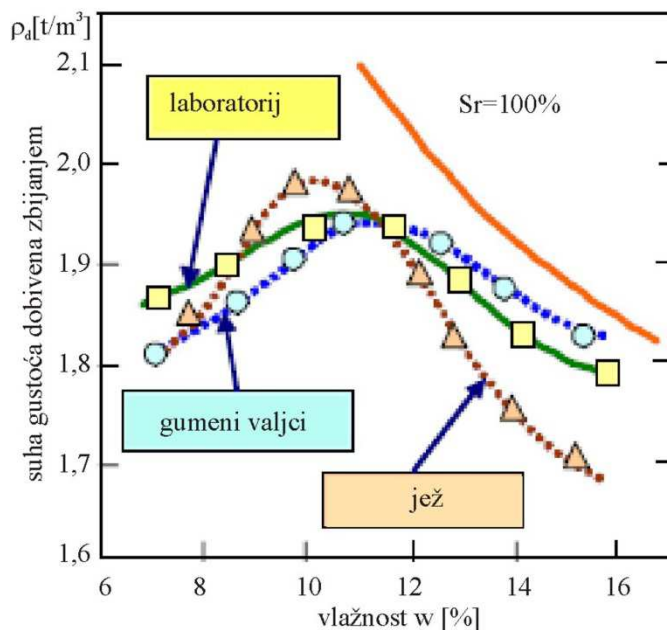 ρd[t/m³]
2,1
2,0
1,9
1,8
1,7
1,6
suha gustoća dobivena zbijanjem
laboratorij
Sr=100%
gumeni valjci
jež
6 8 10 12 14 16
vlažnost w [%]